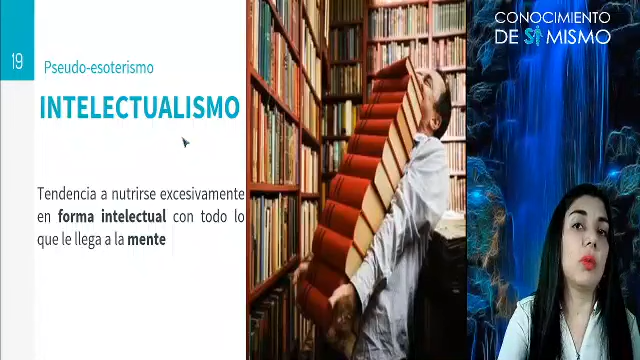 19
Pseudo-esoterismo
INTELECTUALISMO
Tendencia a nutrirse excesivamente
en forma intelectual con todo lo
que le llega a la mente
CONOCIMIENTO
DE SÍ MISMO